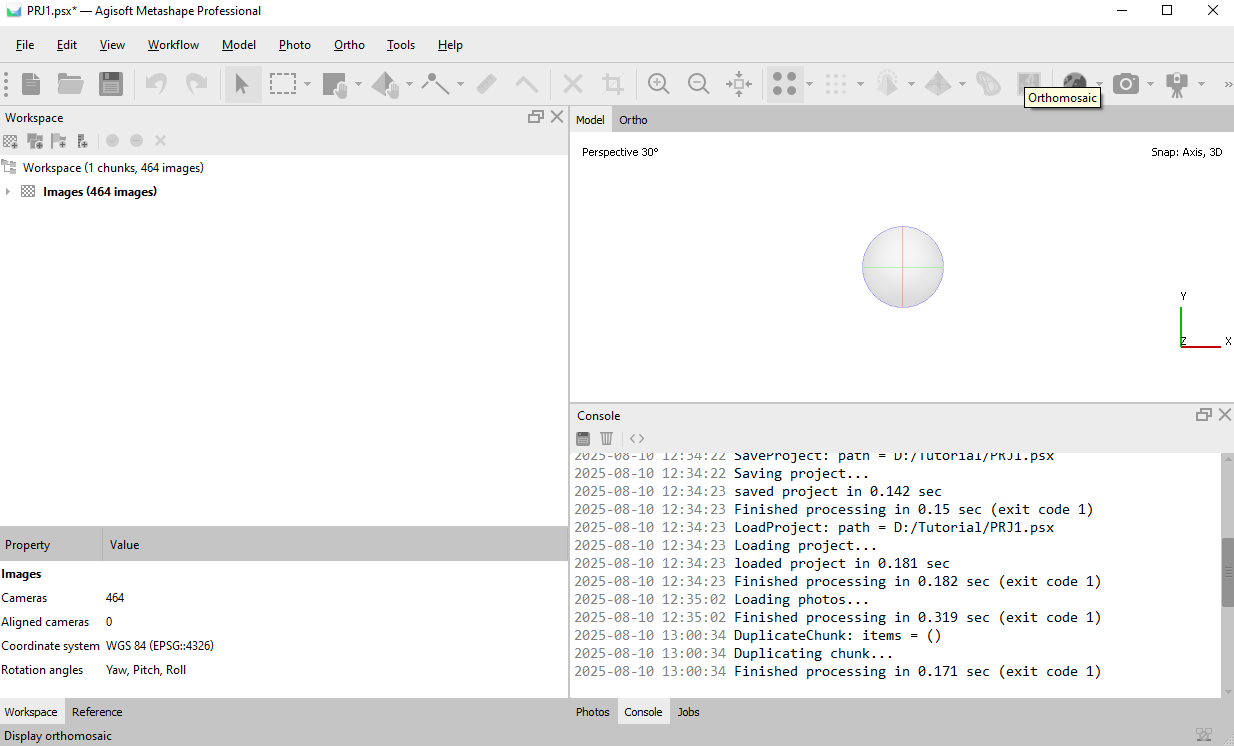 PRJ1.psx* — Agisoft Metashape Professional
File Edit View Workflow Model Photo Ortho Tools Help
Orthomosaic
Workspace
Workspace (1 chunks, 464 images)
Images (464 images)
Property Value
Images
Cameras 464
Aligned cameras 0
Coordinate system WGS 84 (EPSG::4326)
Rotation angles Yaw, Pitch, Roll
Workspace Reference
Display orthomosaic
Model Ortho
Perspective 30°
Snap: Axis, 3D
Y
Z
X
Console
2025-08-10 12:34:22 SaveProject: path = D:/Tutorial/PRJ1.psx
2025-08-10 12:34:22 Saving project...
2025-08-10 12:34:23 saved project in 0.142 sec
2025-08-10 12:34:23 Finished processing in 0.15 sec (exit code 1)
2025-08-10 12:34:23 LoadProject: path = D:/Tutorial/PRJ1.psx
2025-08-10 12:34:23 Loading project...
2025-08-10 12:34:23 loaded project in 0.181 sec
2025-08-10 12:34:23 Finished processing in 0.182 sec (exit code 1)
2025-08-10 12:35:02 Loading photos...
2025-08-10 12:35:02 Finished processing in 0.319 sec (exit code 1)
2025-08-10 13:00:34 DuplicateChunk: items = ()
2025-08-10 13:00:34 Duplicating chunk...
2025-08-10 13:00:34 Finished processing in 0.171 sec (exit code 1)
Photos Console Jobs